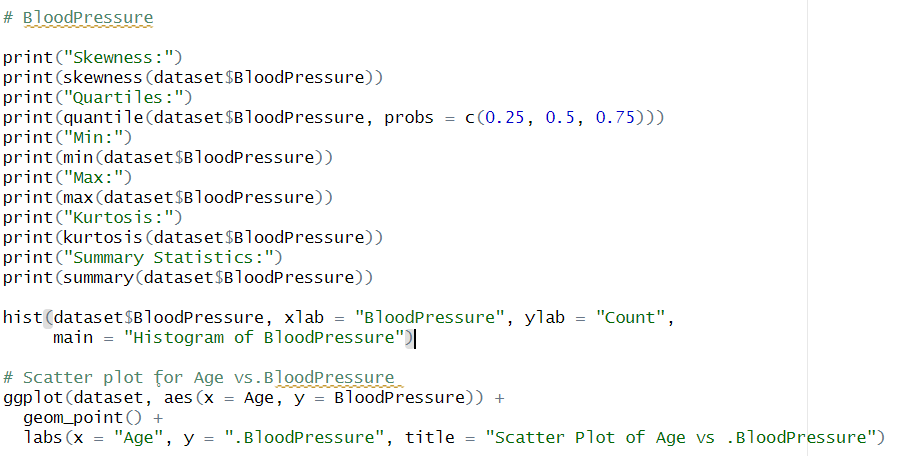 # BloodPressure
print("Skewness:")
print(skewness(dataset$BloodPressure))
print("Quartiles:")
print(quantile(dataset$BloodPressure, probs = c(0.25, 0.5, 0.75)))
print("Min:")
print(min(dataset$BloodPressure))
print("Max:")
print(max(dataset$BloodPressure))
print("Kurtosis:")
print(kurtosis(dataset$BloodPressure))
print("Summary Statistics:")
print(summary(dataset$BloodPressure))
hist(dataset$BloodPressure, xlab = "BloodPressure", ylab = "Count",
     main = "Histogram of BloodPressure")
# Scatter plot for Age vs.BloodPressure
ggplot(dataset, aes(x = Age, y = BloodPressure)) +
  geom_point() +
  labs(x = "Age", y = ".BloodPressure", title = "Scatter Plot of Age vs .BloodPressure")